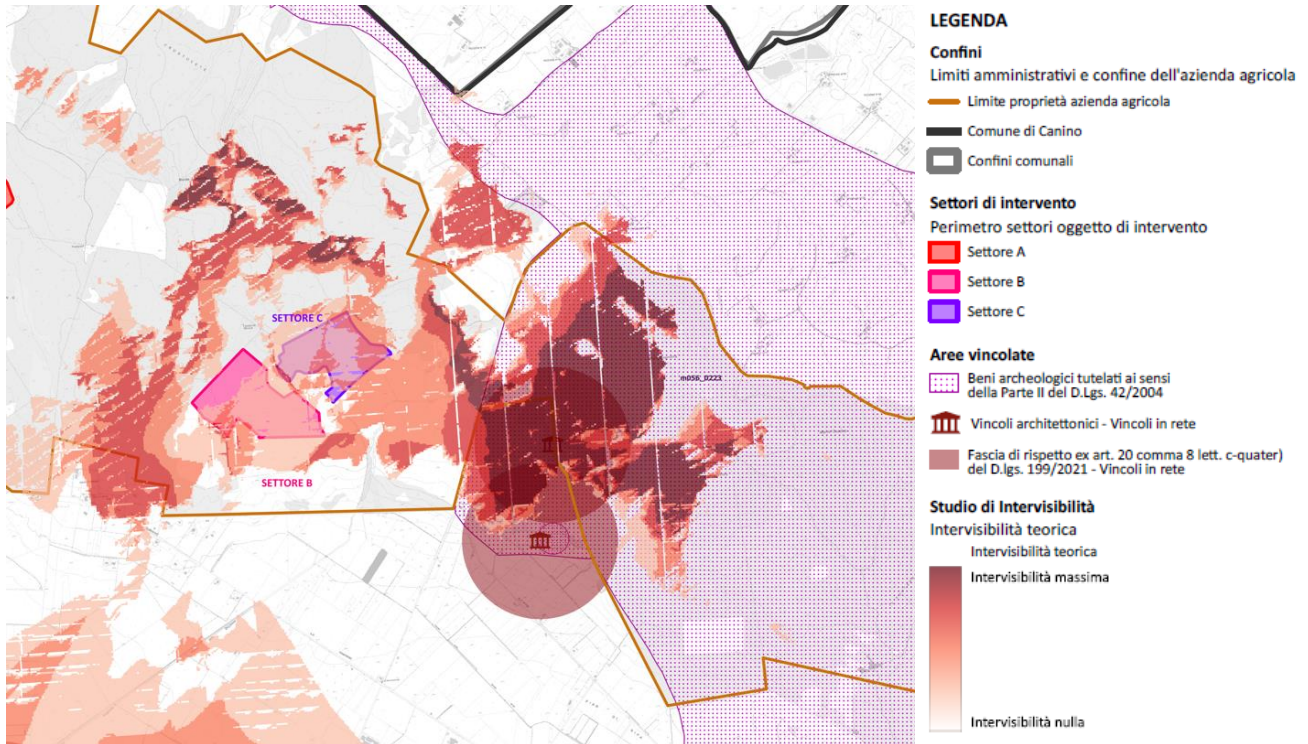 SETTORE C
m056_0223
SETTORE B
LEGENDA
Confini
Limiti amministrativi e confine dell'azienda agricola
Limite proprietà azienda agricola
Comune di Canino
Confini comunali
Settori di intervento
Perimetro settori oggetto di intervento
Settore A
Settore B
Settore C
Aree vincolate
Beni archeologici tutelati ai sensi
della Parte II del D.Lgs. 42/2004
Vincoli architettonici - Vincoli in rete
Fascia di rispetto ex art. 20 comma 8 lett. c-quater)
del D.lgs. 199/2021 - Vincoli in rete
Studio di Intervisibilità
Intervisibilità teorica
Intervisibilità teorica
Intervisibilità massima
Intervisibilità nulla